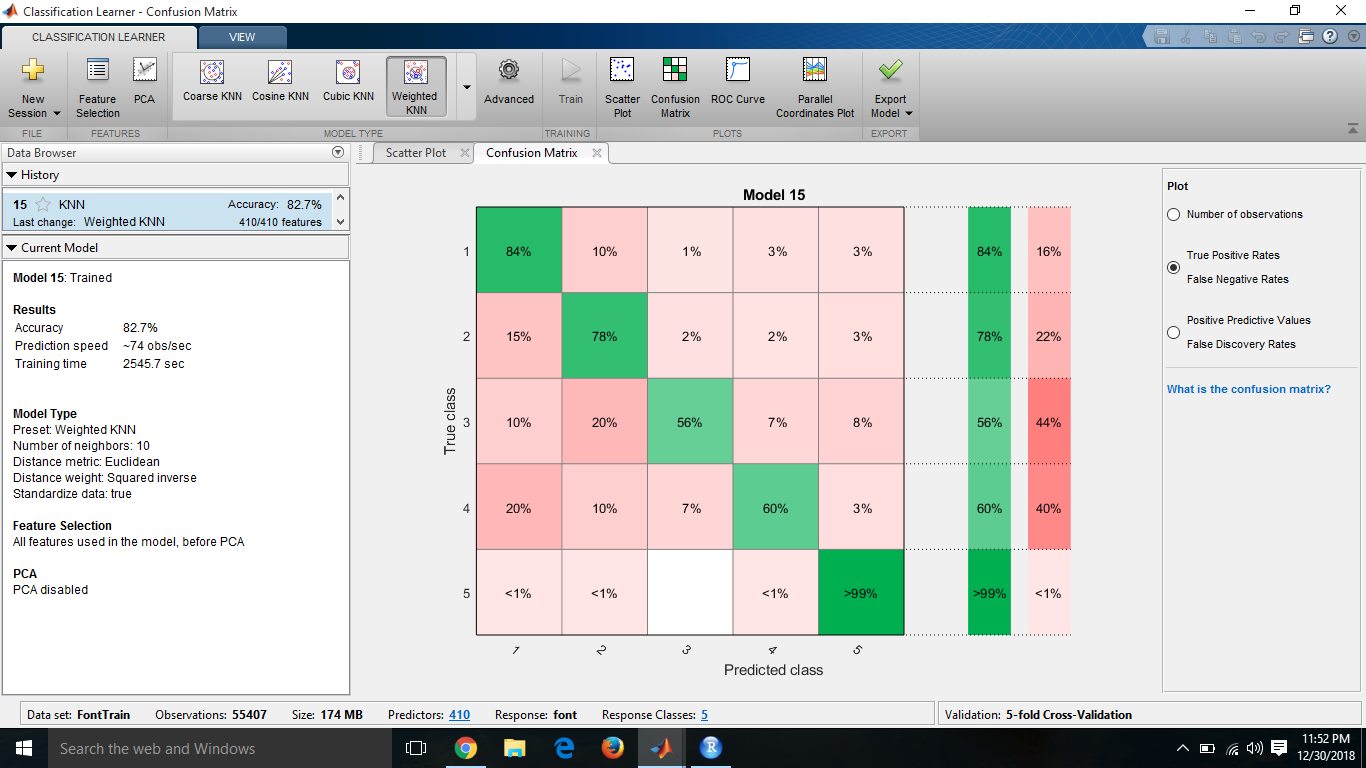 Classification Learner - Confusion Matrix
CLASSIFICATION LEARNER VIEW
New Session
Feature Selection
PCA
Coarse KNN
Cosine KNN
Cubic KNN
Weighted KNN
Advanced
Train
Scatter Plot
Confusion Matrix
ROC Curve
Parallel Coordinates Plot
Export Model
FILE FEATURES MODEL TYPE TRAINING PLOTS EXPORT
Data Browser
Scatter Plot Confusion Matrix
History
15 KNN Accuracy: 82.7%
Last change: Weighted KNN 410/410 features
Current Model
Model 15: Trained
Results
Accuracy 82.7%
Prediction speed ~74 obs/sec
Training time 2545.7 sec
Model Type
Preset: Weighted KNN
Number of neighbors: 10
Distance metric: Euclidean
Distance weight: Squared inverse
Standardize data: true
Feature Selection
All features used in the model, before PCA
PCA
PCA disabled
Model 15
1 84% 10% 1% 3% 3% 84% 16%
2 15% 78% 2% 2% 3% 78% 22%
3 10% 20% 56% 7% 8% 56% 44%
4 20% 10% 7% 60% 3% 60% 40%
5 <1% <1% <1% >99% >99% <1%
1 2 3 4 5
True class
Predicted class
Plot
Number of observations
True Positive Rates
False Negative Rates
Positive Predictive Values
False Discovery Rates
What is the confusion matrix?
Data set: FontTrain Observations: 55407 Size: 174 MB Predictors: 410 Response: font Response Classes: 5
Validation: 5-fold Cross-Validation
Search the web and Windows
R
11:52 PM
12/30/2018